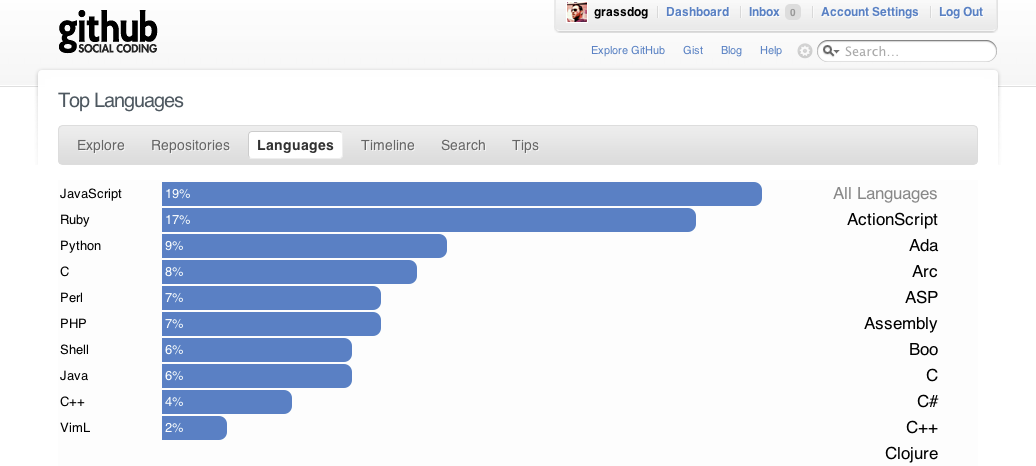 github
SOCIAL CODING
grassdog Dashboard Inbox 0 Account Settings Log Out
Explore GitHub Gist Blog Help Search...
Top Languages
Explore Repositories Languages Timeline Search Tips
JavaScript 19%
Ruby 17%
Python 9%
C 8%
Perl 7%
PHP 7%
Shell 6%
Java 6%
C++ 4%
VimL 2%
All Languages
ActionScript
Ada
Arc
ASP
Assembly
Boo
C
C#
C++
Clojure